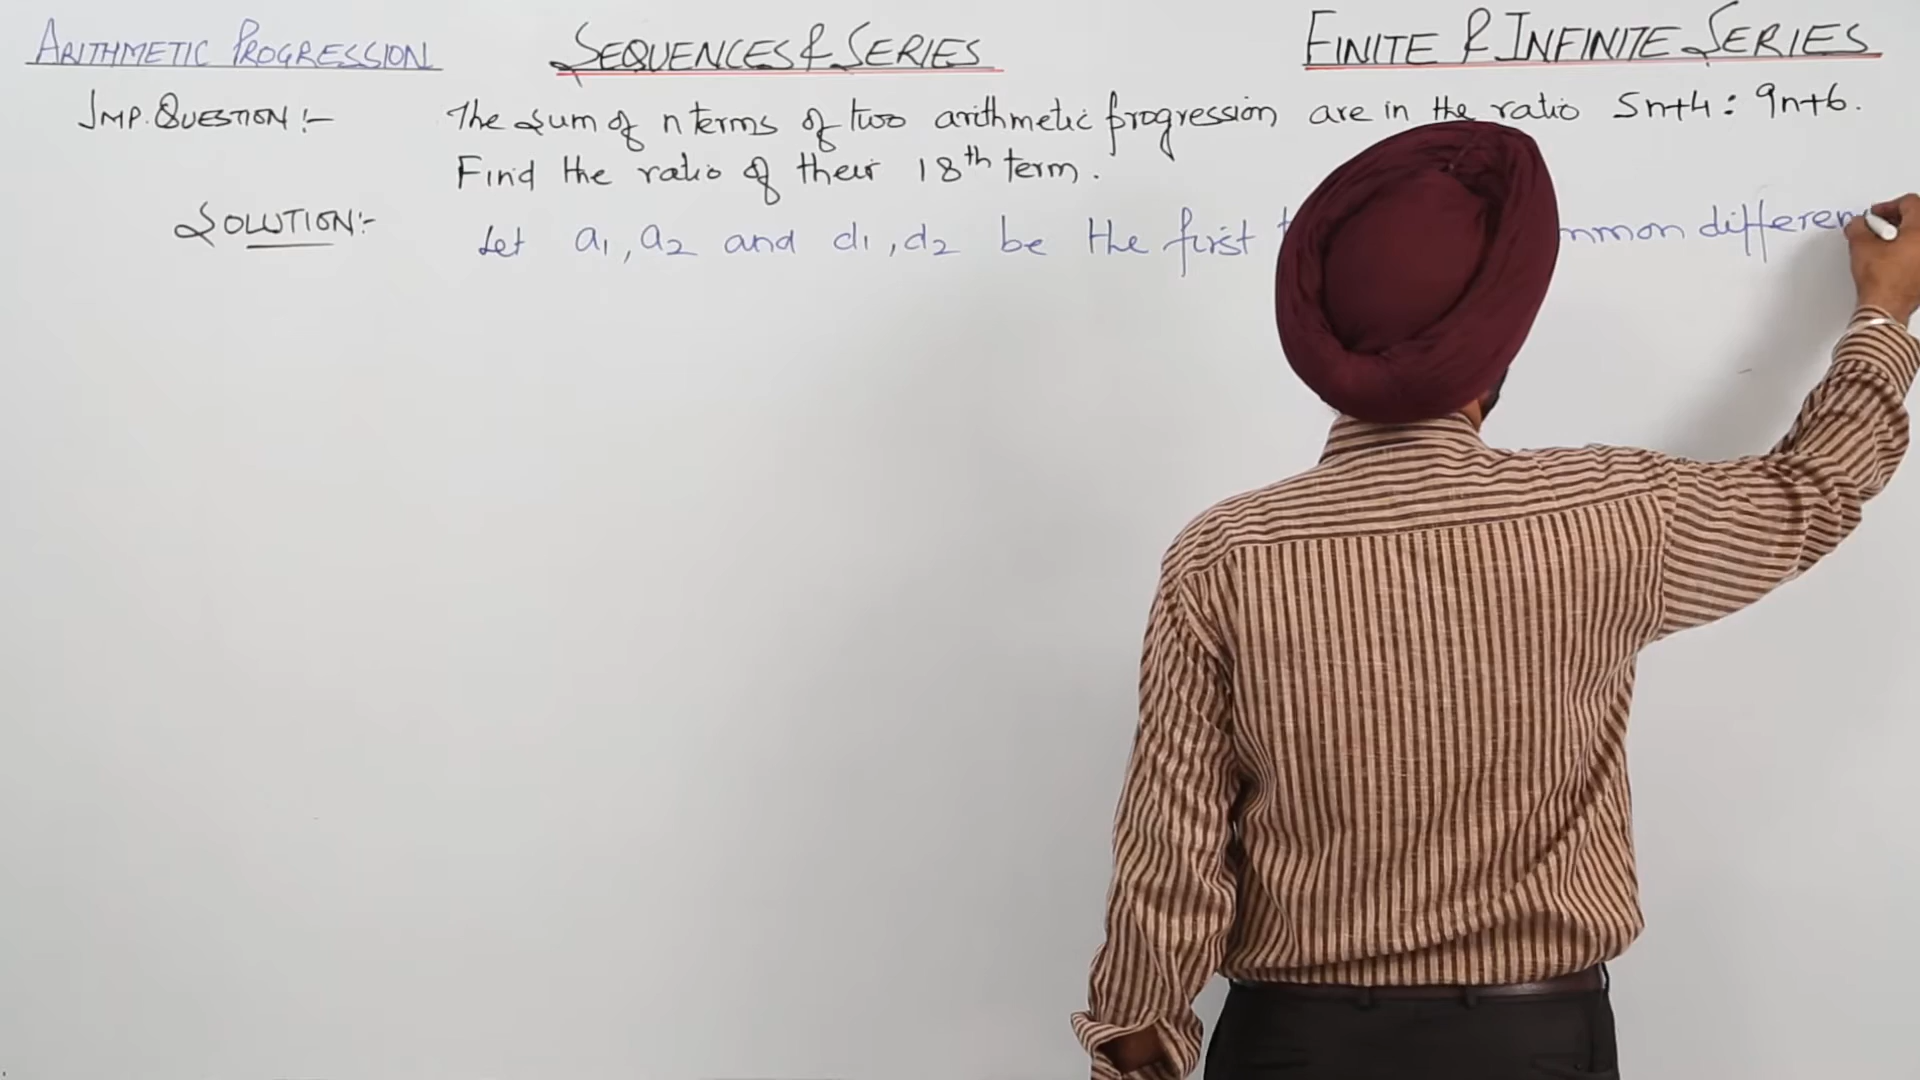 ARITHMETIC PROGRESSION
SEQUENCES & SERIES
FINITE & INFINITE SERIES
IMP. QUESTION :-
The sum of n terms of two arithmetic progression are in the ratio 5n+4 : 9n+6.
Find the ratio of their 18th term.
SOLUTION:-
Let a1, a2 and d1, d2 be the first